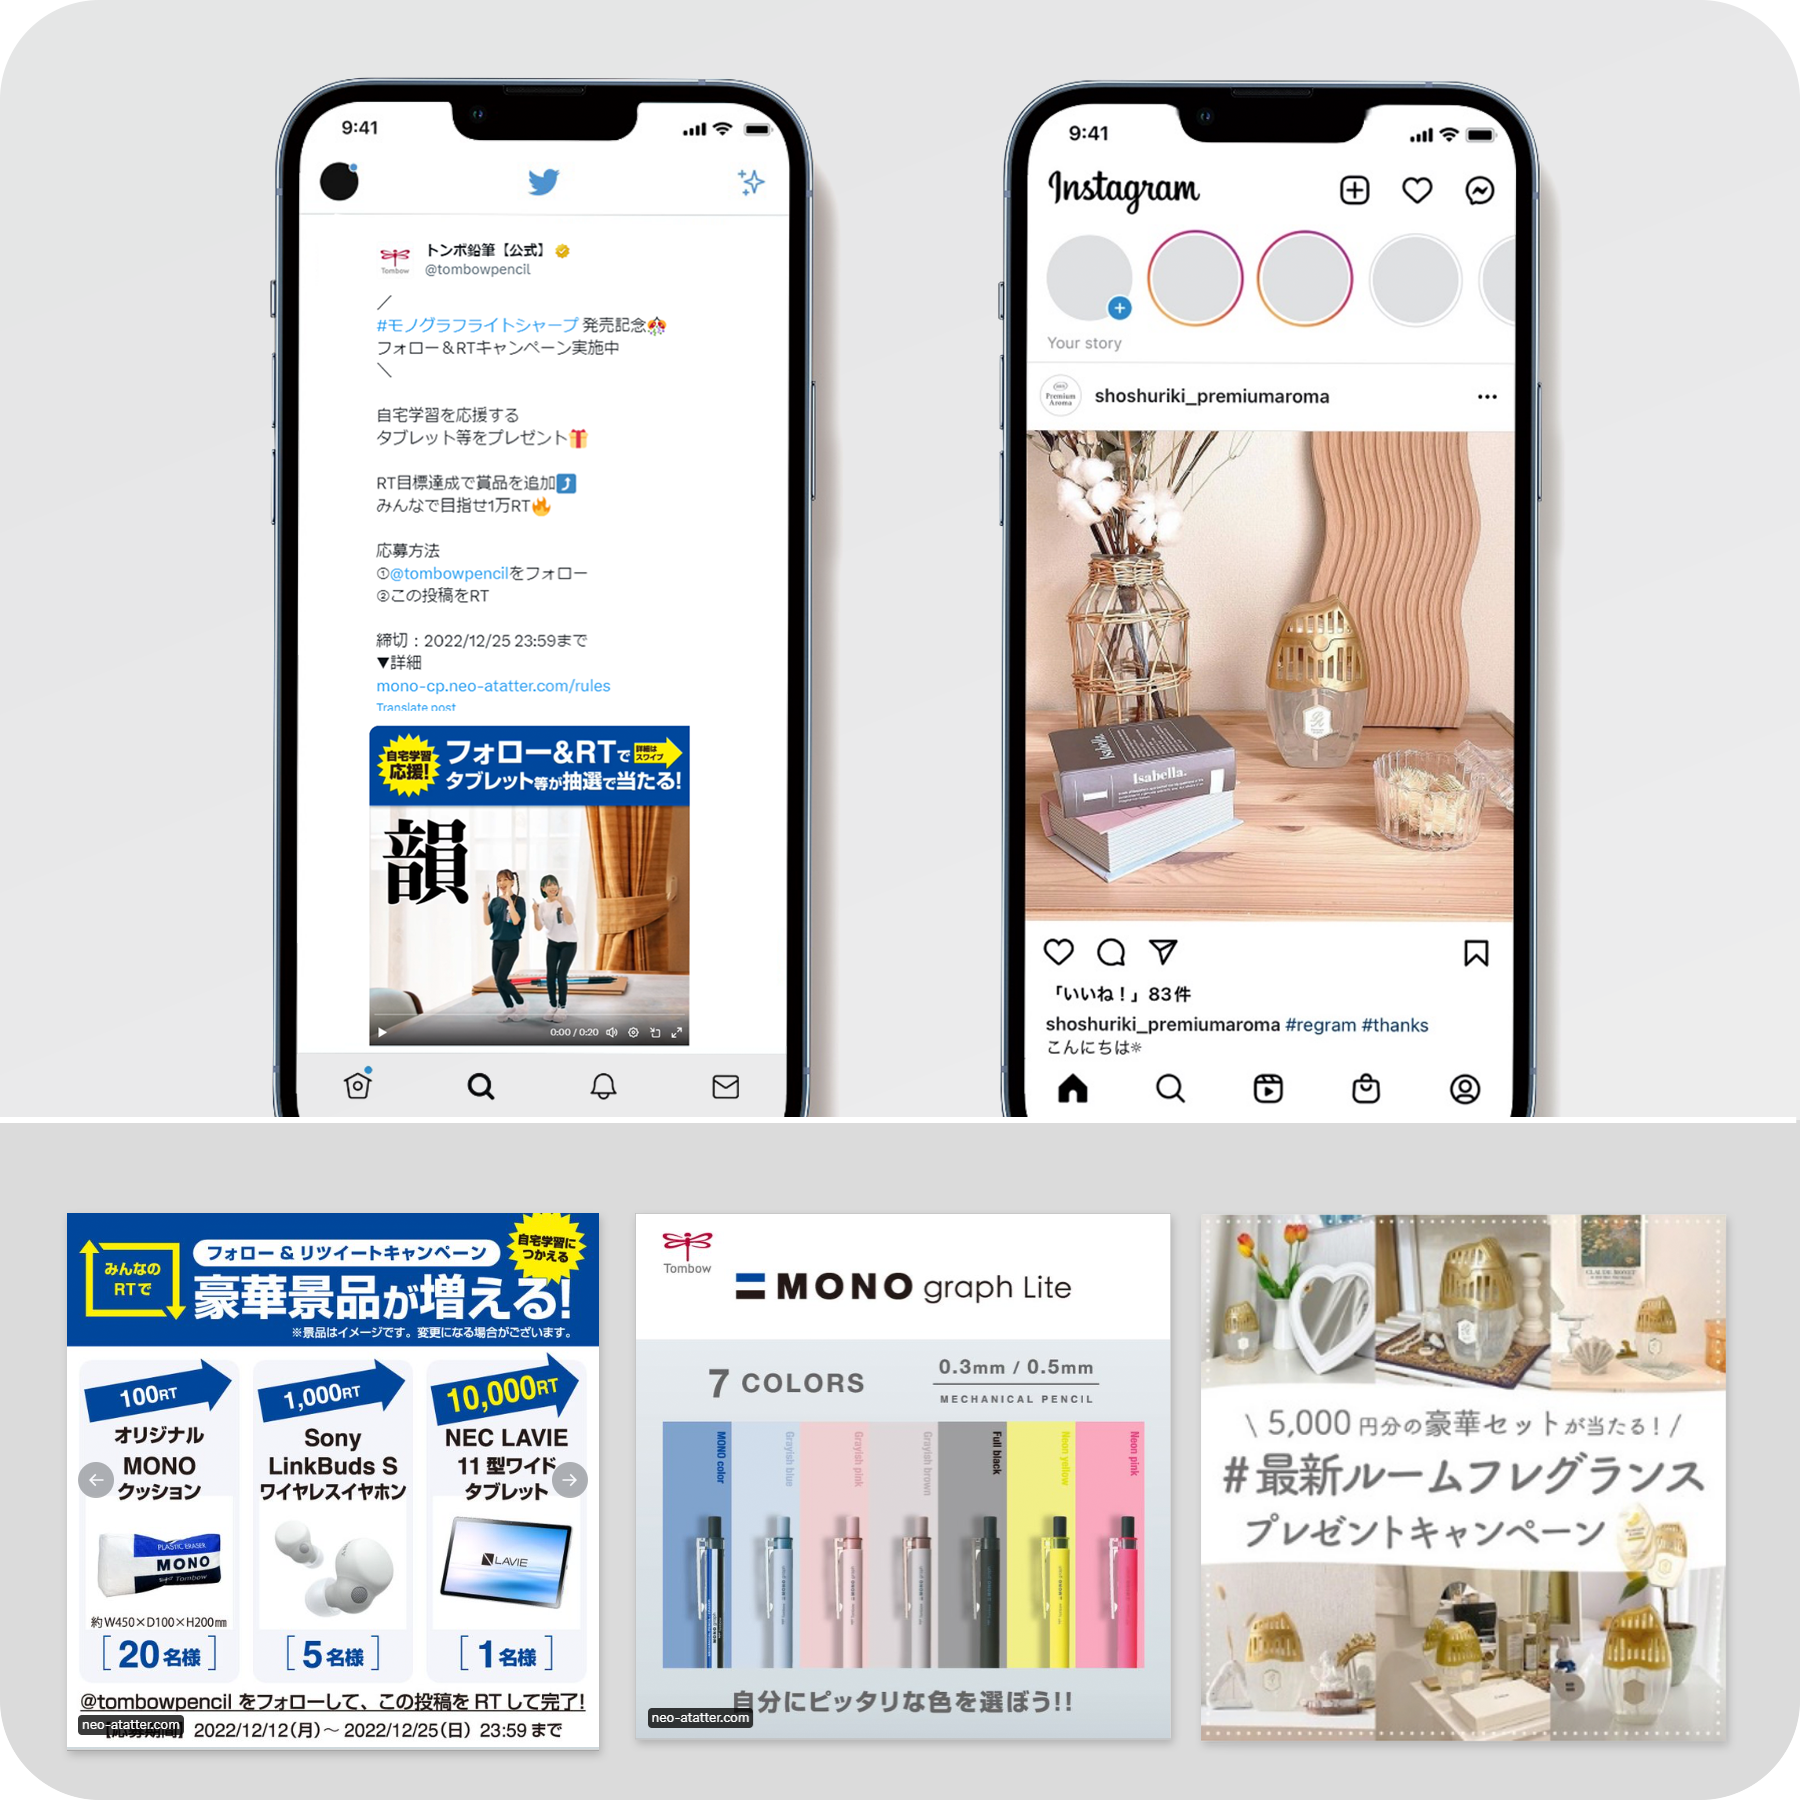 9:41
トンボ鉛筆【公式】
Tombow
@tombowpencil
／
#モノグラフライトシャープ 発売記念
フォロー＆RTキャンペーン実施中
＼
自宅学習を応援する
タブレット等をプレゼント
RT目標達成で賞品を追加
みんなで目指せ1万RT
応募方法
①@tombowpencilをフォロー
②この投稿をRT
締切：2022/12/25 23:59まで
▼詳細
mono-cp.neo-atatter.com/rules
Translate post
自宅学習
応援!
フォロー&RTで
詳細は
スワイプ
タブレット等が抽選で当たる!
韻
0:00 / 0:20
9:41
Instagram
Your story
Premium
Aroma
shoshuriki_premiumaroma
Isabella.
Isabella.
「いいね！」83件
shoshuriki_premiumaroma #regram #thanks
こんにちは☼
みんなの
RTで
フォロー & リツイートキャンペーン
自宅学習に
つかえる
豪華景品が増える!
※景品はイメージです。変更になる場合がございます。
100RT
オリジナル
MONO
クッション
PLASTIC ERASER
MONO
Tombow
約W450×D100×H200㎜
[20名様]
1,000RT
Sony
LinkBuds S
ワイヤレスイヤホン
[5名様]
10,000RT
NEC LAVIE
11 型ワイド
タブレット
LAVIE
[1名様]
@tombowpencil をフォローして、この投稿を RT して完了!
neo-atatter.com
2022/12/12(月)～ 2022/12/25(日) 23:59 まで
Tombow
MONO graph Lite
7 COLORS
0.3mm / 0.5mm
MECHANICAL PENCIL
MONO color
Grayish blue
Grayish pink
Grayish brown
Full black
Neon yellow
Neon pink
自分にピッタリな色を選ぼう!!
neo-atatter.com
CLAUDE MONET
\ 5,000 円分の豪華セットが当たる！/
#最新ルームフレグランス
プレゼントキャンペーン